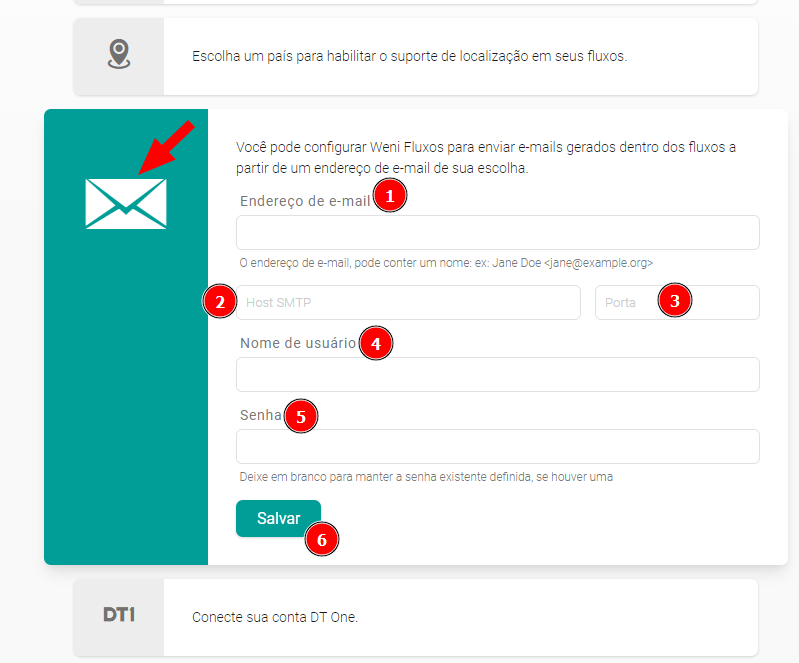 Escolha um país para habilitar o suporte de localização em seus fluxos.
Você pode configurar Weni Fluxos para enviar e-mails gerados dentro dos fluxos a
partir de um endereço de e-mail de sua escolha.
Endereço de e-mail 1
O endereço de e-mail, pode conter um nome: ex: Jane Doe <jane@example.org>
2 Host SMTP
Porta 3
Nome de usuário 4
Senha 5
Deixe em branco para manter a senha existente definida, se houver uma
Salvar 6
DT1
Conecte sua conta DT One.